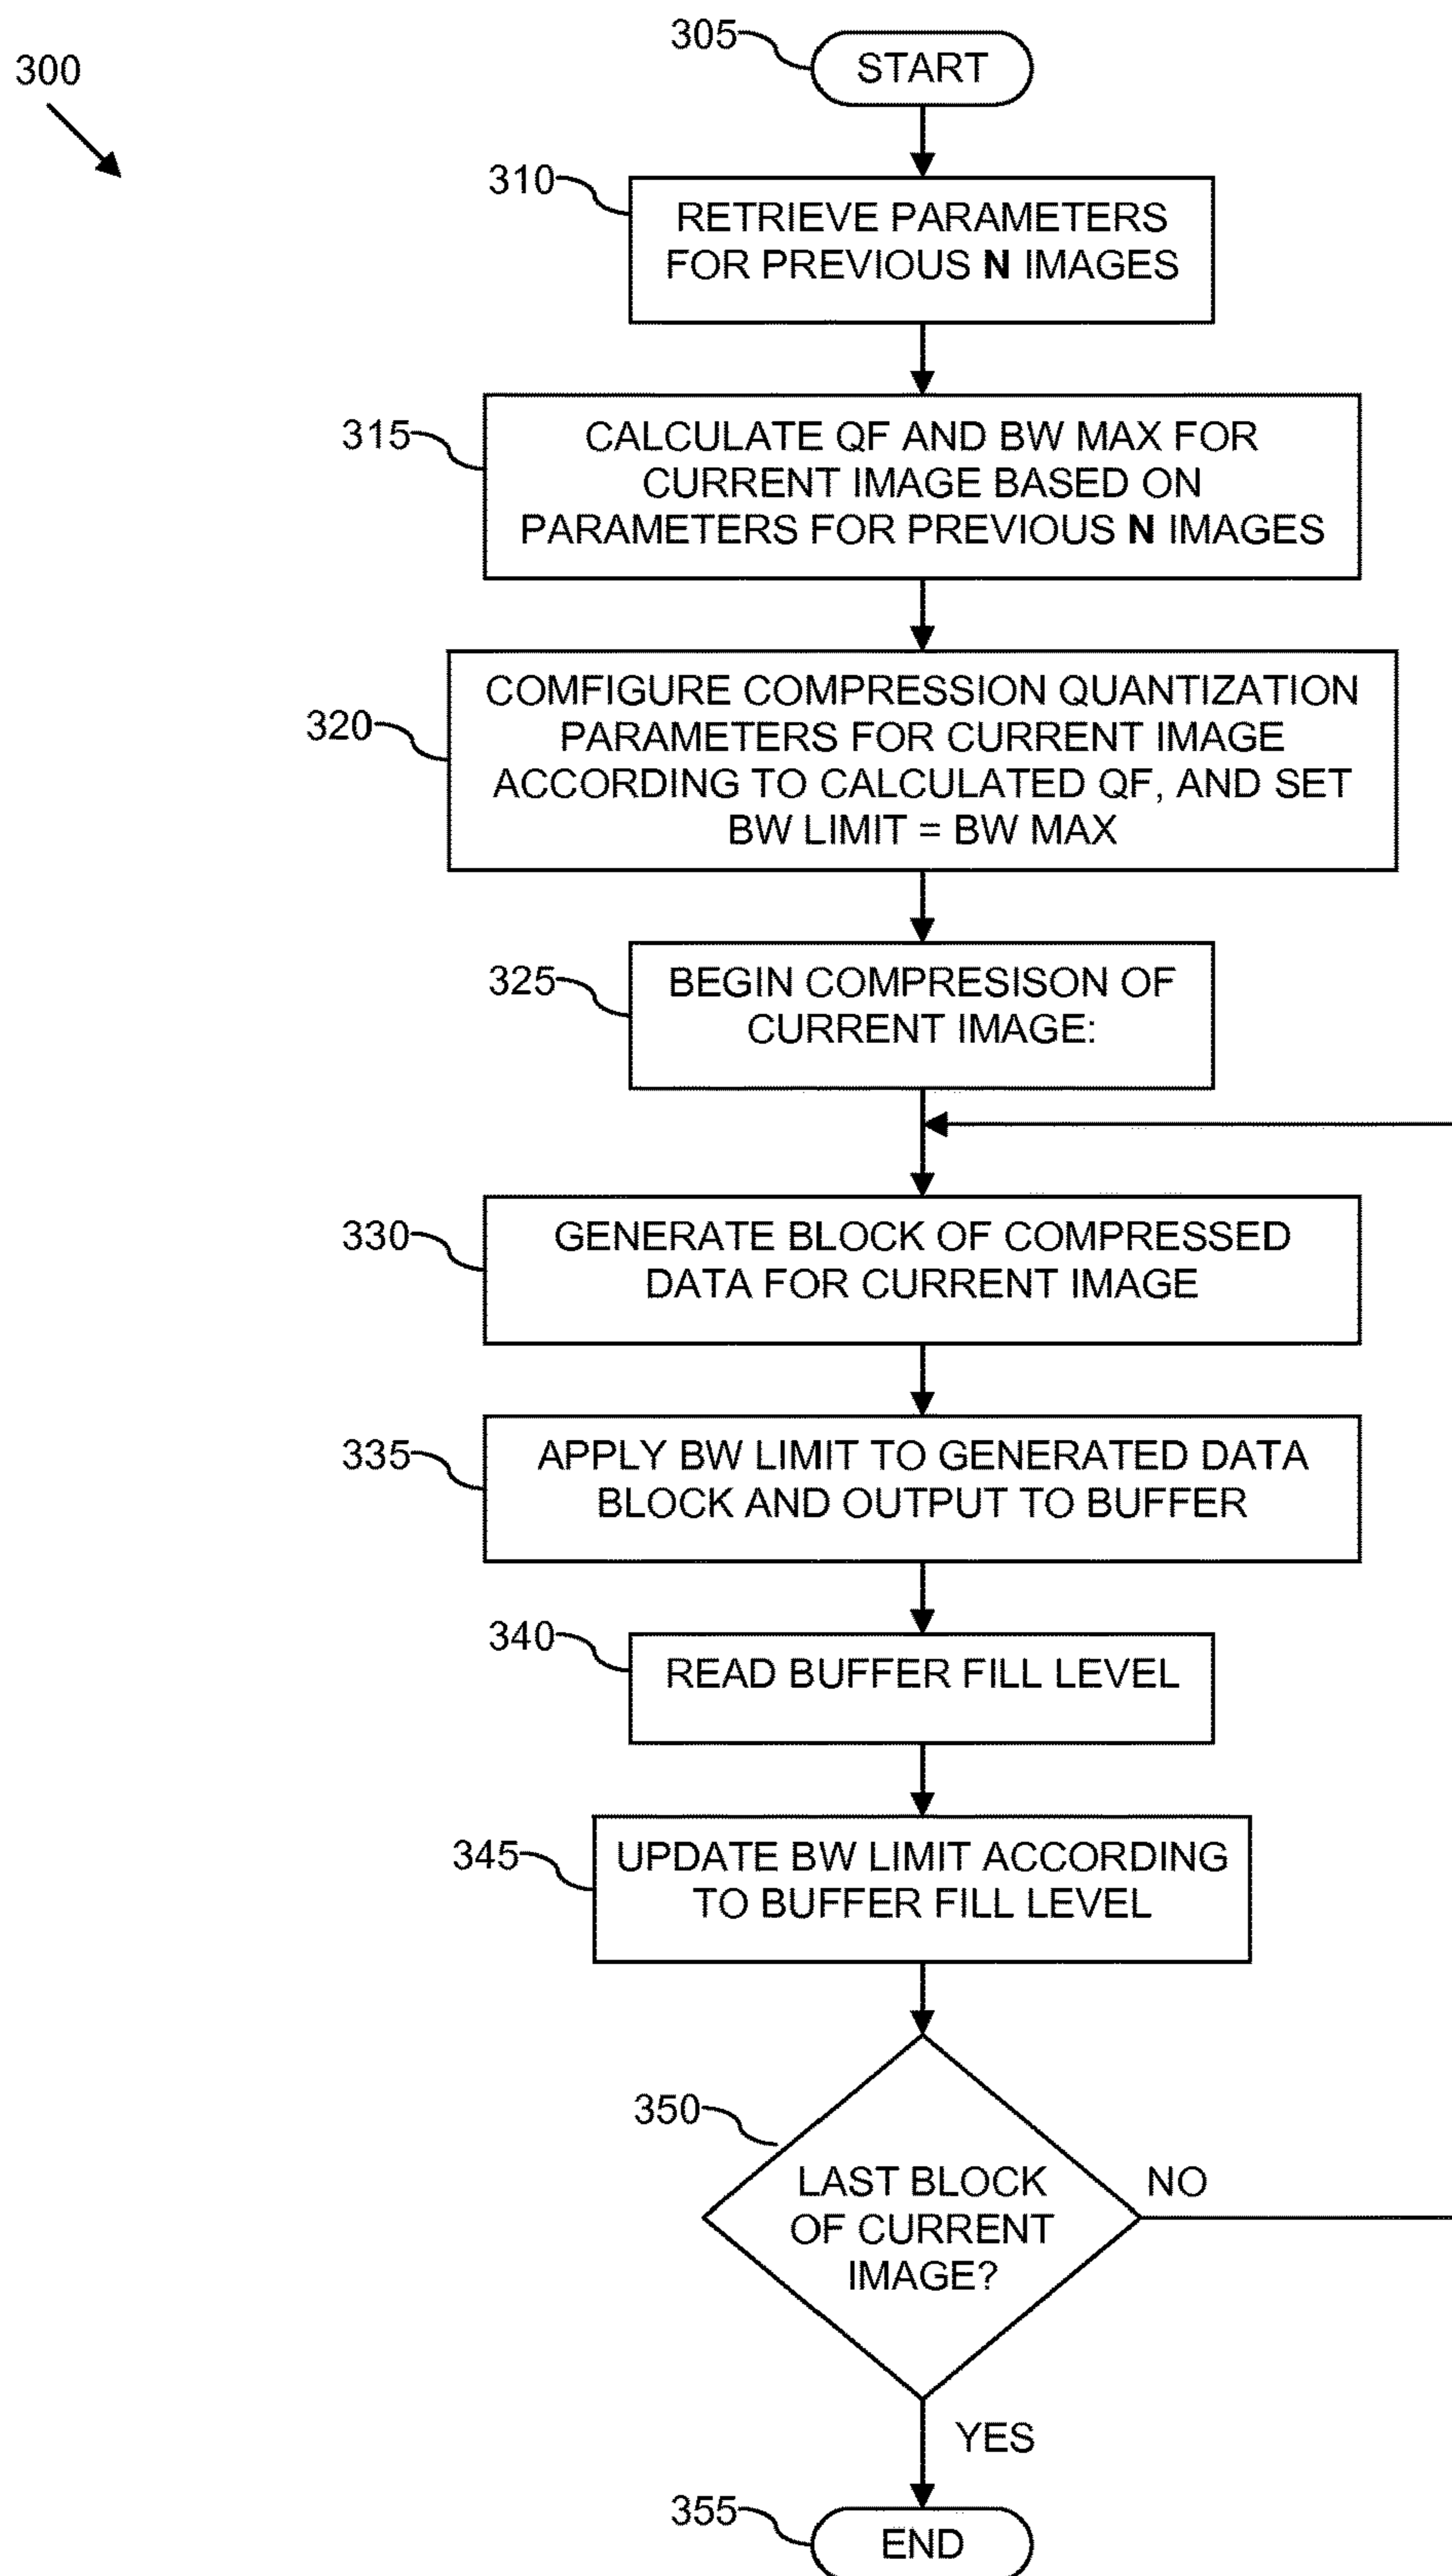 300
305
START
310
RETRIEVE PARAMETERS
FOR PREVIOUS N IMAGES
315
CALCULATE QF AND BW MAX FOR
CURRENT IMAGE BASED ON
PARAMETERS FOR PREVIOUS N IMAGES
320
COMFIGURE COMPRESSION QUANTIZATION
PARAMETERS FOR CURRENT IMAGE
ACCORDING TO CALCULATED QF, AND SET
BW LIMIT = BW MAX
325
BEGIN COMPRESISON OF
CURRENT IMAGE:
330
GENERATE BLOCK OF COMPRESSED
DATA FOR CURRENT IMAGE
335
APPLY BW LIMIT TO GENERATED DATA
BLOCK AND OUTPUT TO BUFFER
340
READ BUFFER FILL LEVEL
345
UPDATE BW LIMIT ACCORDING
TO BUFFER FILL LEVEL
350
LAST BLOCK
OF CURRENT
IMAGE?
NO
YES
355
END